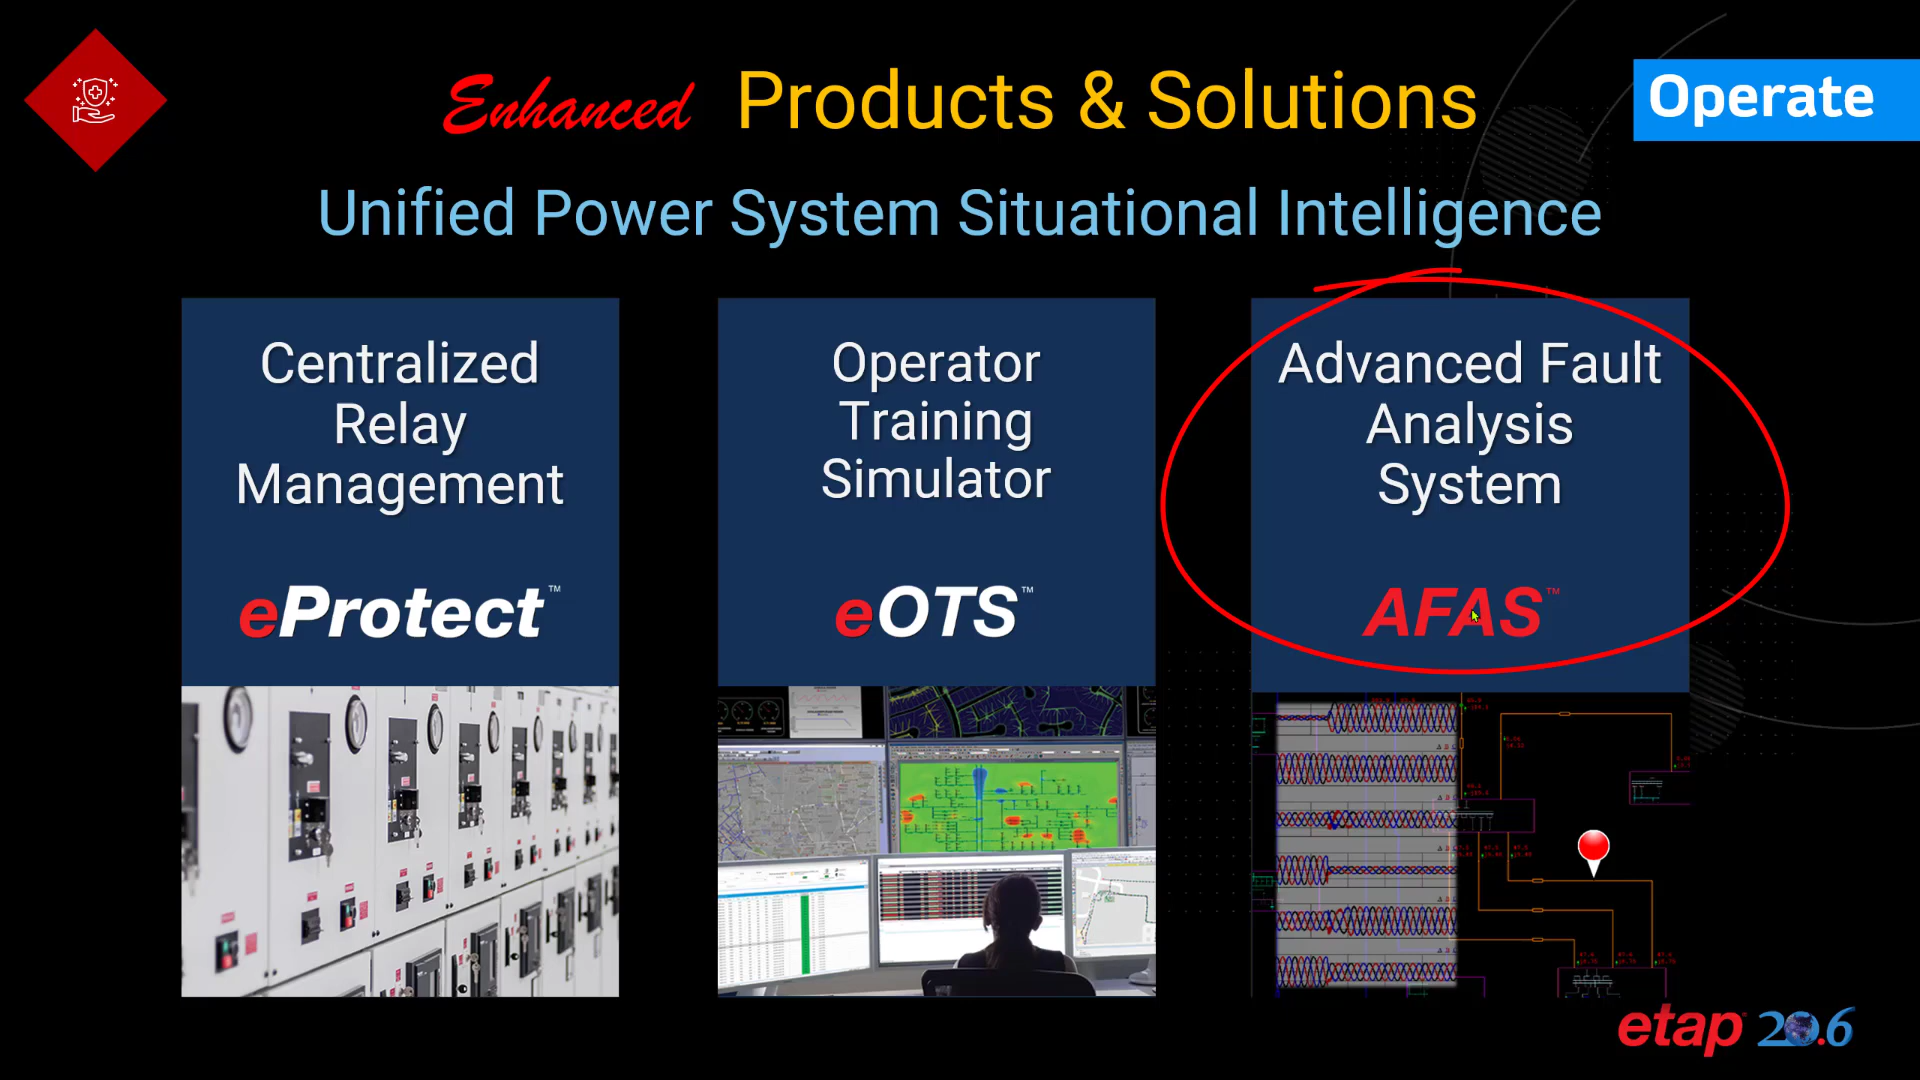 Enhanced Products & Solutions
Operate
Unified Power System Situational Intelligence
Centralized
Relay
Management
eProtect™
Operator
Training
Simulator
eOTS™
Advanced Fault
Analysis
System
AFAS™
etap 20.6